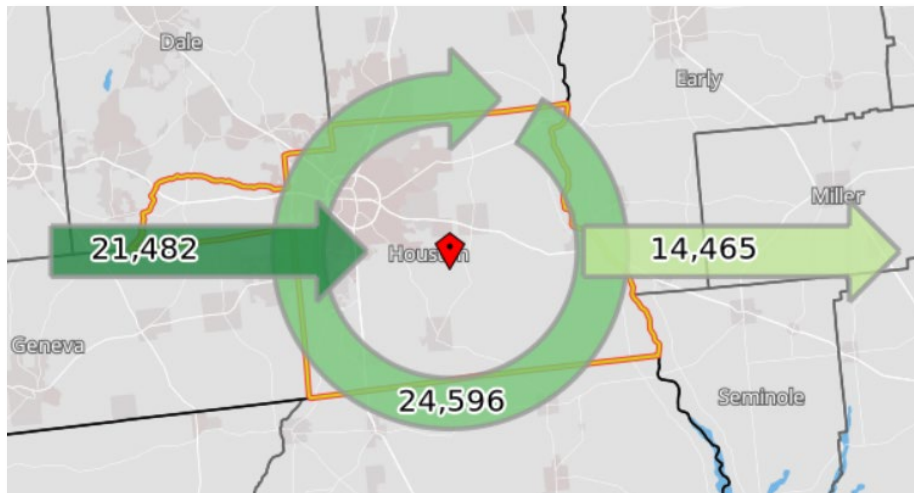 Dale
Early
Miller
21,482
Houston
14,465
Geneva
24,596
Seminole